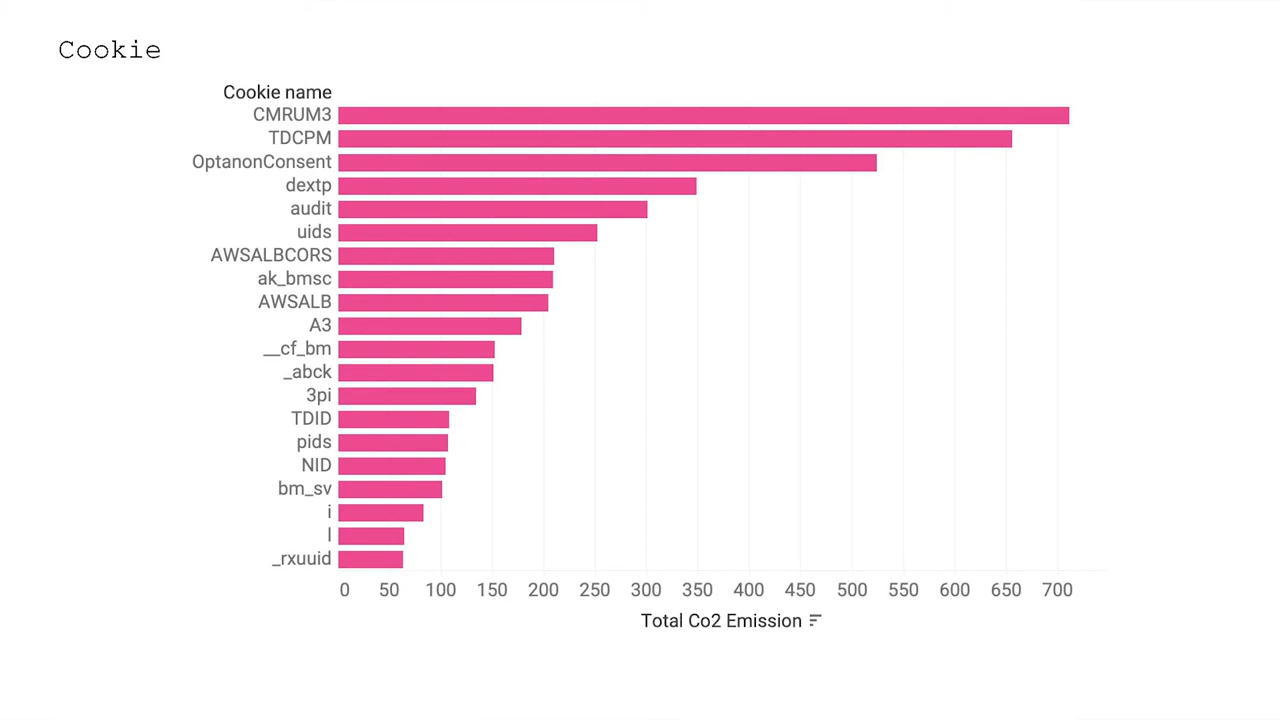 Cookie
Cookie name
CMRUM3
TDCPM
OptanonConsent
dextp
audit
uids
AWSALBCORS
ak_bmsc
AWSALB
A3
__cf_bm
_abck
3pi
TDID
pids
NID
bm_sv
i
l
_rxuuid
0 50 100 150 200 250 300 350 400 450 500 550 600 650 700
Total Co2 Emission